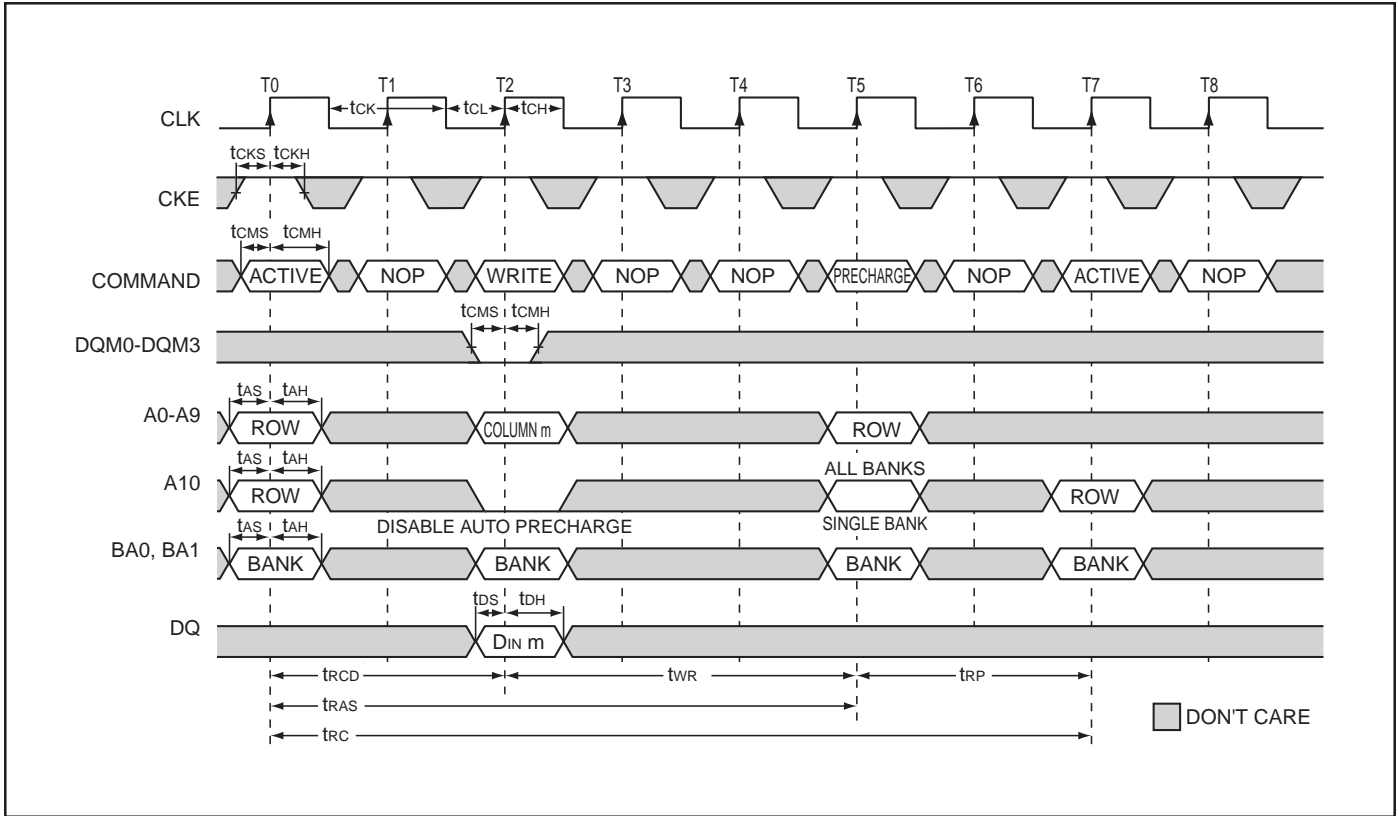 T0 T1 T2 T3 T4 T5 T6 T7 T8
CLK tCK tCL tCH
tCKS tCKH
CKE
tCMS tCMH
COMMAND ACTIVE NOP WRITE NOP NOP PRECHARGE NOP ACTIVE NOP
tCMS tCMH
DQM0-DQM3
tAS tAH
A0-A9 ROW COLUMN m ROW
tAS tAH ALL BANKS
A10 ROW ROW
tAS tAH DISABLE AUTO PRECHARGE SINGLE BANK
BA0, BA1 BANK BANK BANK BANK
tDS tDH
DQ DIN m
tRCD tWR tRP
tRAS
DON'T CARE
tRC